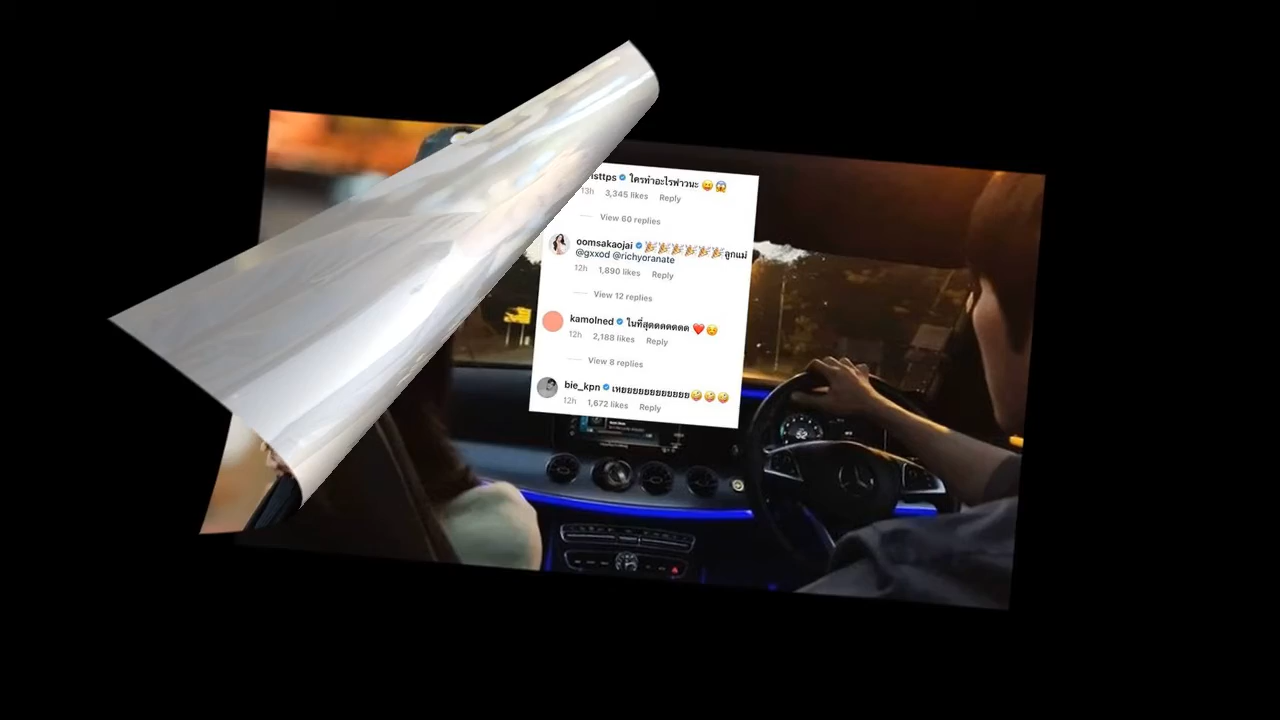 isttps ใครทำอะไรฟาวนะ 😛😱
13h 3,345 likes Reply
View 60 replies
oomsakaojai 🎉🎉🎉🎉🎉🎉ลูกแม่
@gxxod @richyoranate
12h 1,890 likes Reply
View 12 replies
kamolned ในที่สุดดดดดดด ❤️☺️
12h 2,188 likes Reply
View 8 replies
bie_kpn เหยยยยยยยยยยยย🤪🤪🤪
12h 1,672 likes Reply